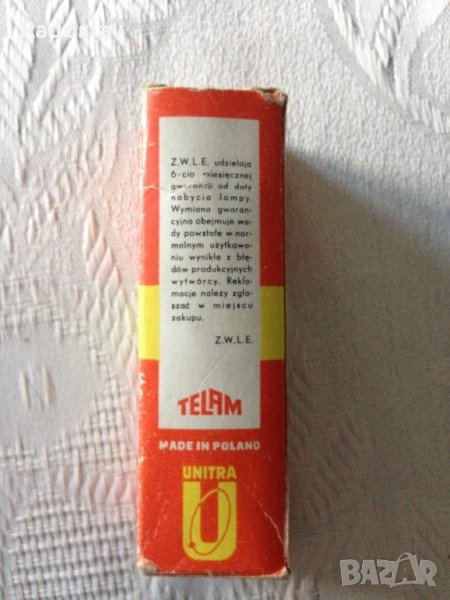 Z.W.L.E. udzielają
6-cio miesięcznej
gwarancji od daty
nabycia lampy.
Wymiana gwaran-
cyjna obejmuje wa-
dy powstałe w nor-
malnym użytkowa-
niu wynikłe z błę-
dów produkcyjnych
wytwórcy. Rekla-
macje należy zgła-
szać w miejscu
zakupu.
Z.W.L.E.
TELAM
MADE IN POLAND
UNITRA
U
BAZAR